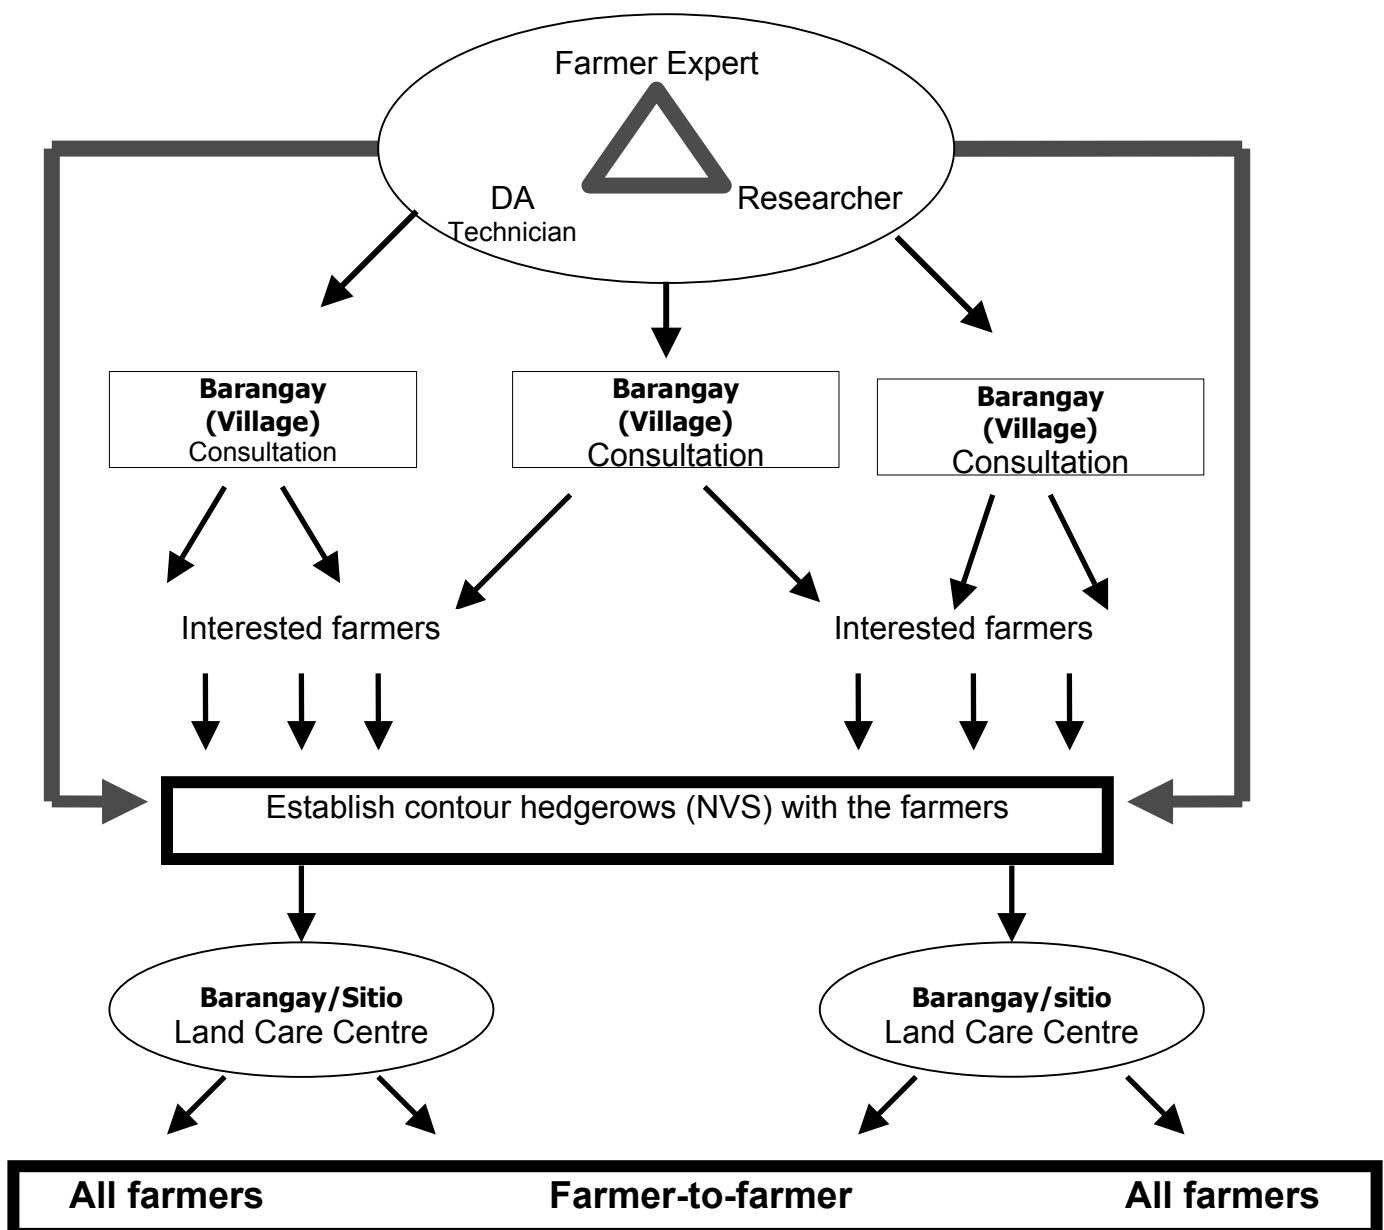 Farmer Expert
DA
Technician
Researcher
Barangay
(Village)
Consultation
Barangay
(Village)
Consultation
Barangay
(Village)
Consultation
Interested farmers
Interested farmers
Establish contour hedgerows (NVS) with the farmers
Barangay/Sitio
Land Care Centre
Barangay/sitio
Land Care Centre
All farmers Farmer-to-farmer All farmers